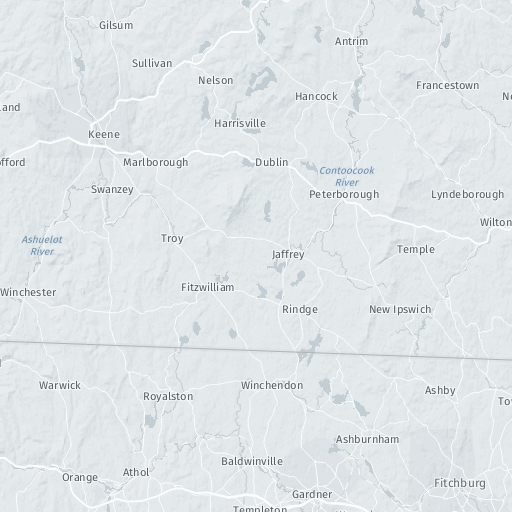 Gilsum
Antrim
Sullivan
Nelson
Francestown
Hancock
Harrisville
Keene
Marlborough
Dublin
Contoocook
River
Swanzey
Peterborough
Lyndeborough
Wilton
Troy
Ashuelot
River
Jaffrey
Temple
Fitzwilliam
Winchester
Rindge
New Ipswich
Warwick
Winchendon
Royalston
Ashby
Ashburnham
Baldwinville
Athol
Orange
Fitchburg
Gardner
Templeton